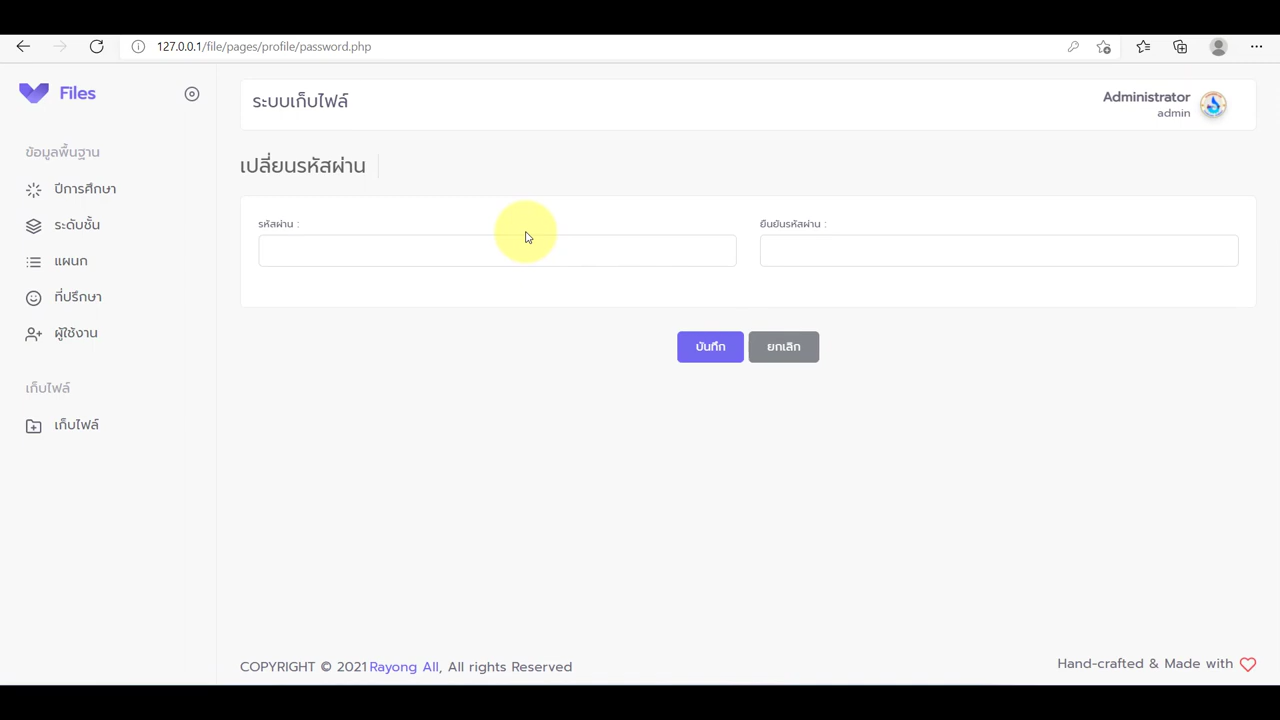 127.0.0.1/file/pages/profile/password.php
Files
ระบบเก็บไฟล์
Administrator
admin
ข้อมูลพื้นฐาน
ปีการศึกษา
ระดับชั้น
แผนก
ที่ปรึกษา
ผู้ใช้งาน
เก็บไฟล์
เก็บไฟล์
เปลี่ยนรหัสผ่าน
รหัสผ่าน :
ยืนยันรหัสผ่าน :
บันทึก
ยกเลิก
COPYRIGHT © 2021 Rayong All, All rights Reserved
Hand-crafted & Made with